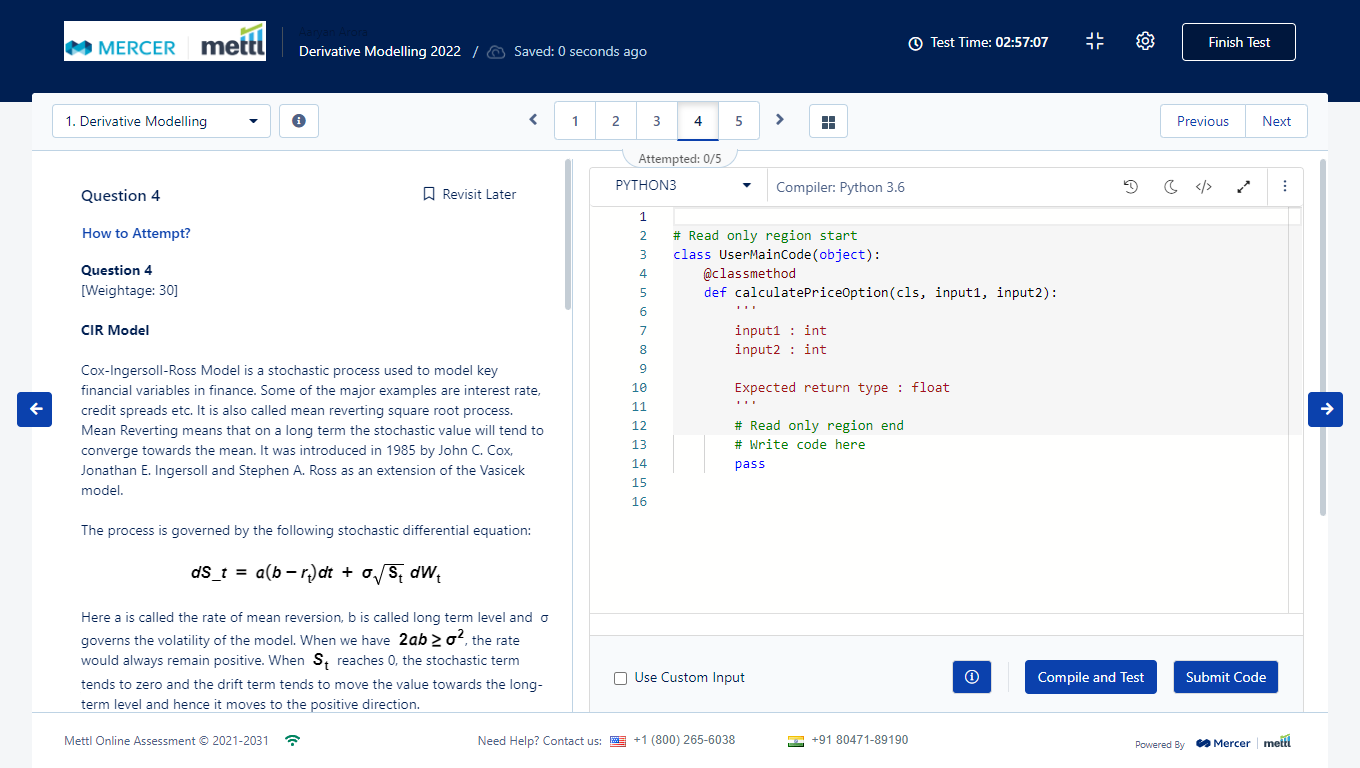 MERCER mettl
Derivative Modelling 2022 / Saved: 0 seconds ago
Test Time: 02:57:07
Finish Test
1. Derivative Modelling
1 2 3 4 5
Previous Next
Attempted: 0/5
Question 4
Revisit Later
How to Attempt?
Question 4
[Weightage: 30]
CIR Model
Cox-Ingersoll-Ross Model is a stochastic process used to model key
financial variables in finance. Some of the major examples are interest rate,
credit spreads etc. It is also called mean reverting square root process.
Mean Reverting means that on a long term the stochastic value will tend to
converge towards the mean. It was introduced in 1985 by John C. Cox,
Jonathan E. Ingersoll and Stephen A. Ross as an extension of the Vasicek
model.
The process is governed by the following stochastic differential equation:
dS_t = a(b − r_t)dt + σ√S_t dW_t
Here a is called the rate of mean reversion, b is called long term level and σ
governs the volatility of the model. When we have 2ab ≥ σ², the rate
would always remain positive. When S_t reaches 0, the stochastic term
tends to zero and the drift term tends to move the value towards the long-
term level and hence it moves to the positive direction.
PYTHON3
Compiler: Python 3.6
1
2 # Read only region start
3 class UserMainCode(object):
4     @classmethod
5     def calculatePriceOption(cls, input1, input2):
6         '''
7         input1 : int
8         input2 : int
9
10         Expected return type : float
11         '''
12         # Read only region end
13         # Write code here
14         pass
15
16
Use Custom Input
Compile and Test
Submit Code
Mettl Online Assessment © 2021-2031
Need Help? Contact us: +1 (800) 265-6038
+91 80471-89190
Powered By Mercer mettl